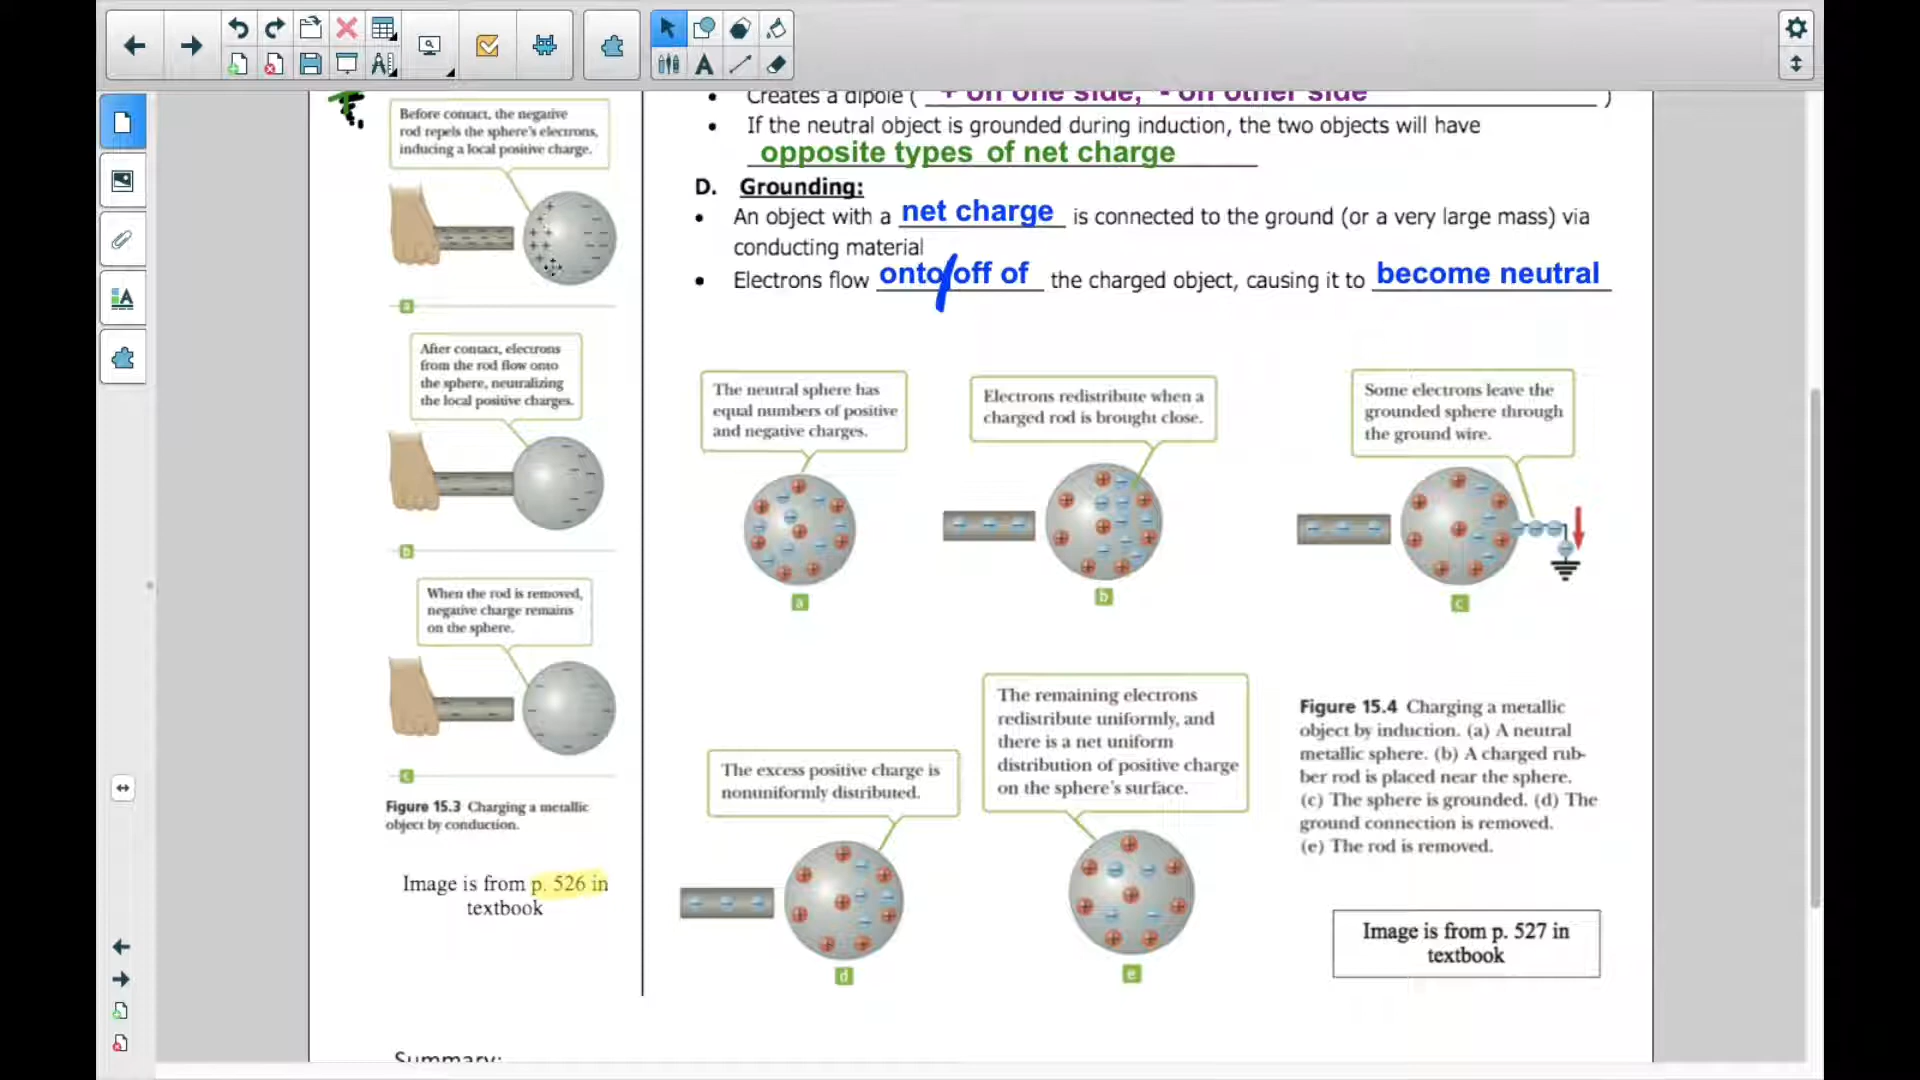 Creates a dipole ( + on one side, - on other side )
• If the neutral object is grounded during induction, the two objects will have
opposite types of net charge
D. Grounding:
• An object with a net charge is connected to the ground (or a very large mass) via
conducting material
• Electrons flow onto/off of the charged object, causing it to become neutral
Before contact, the negative
rod repels the sphere's electrons,
inducing a local positive charge.
a
After contact, electrons
from the rod flow onto
the sphere, neutralizing
the local positive charges.
b
When the rod is removed,
negative charge remains
on the sphere.
c
Figure 15.3 Charging a metallic
object by conduction.
Image is from p. 526 in
textbook
The neutral sphere has
equal numbers of positive
and negative charges.
a
Electrons redistribute when a
charged rod is brought close.
b
Some electrons leave the
grounded sphere through
the ground wire.
c
The excess positive charge is
nonuniformly distributed.
d
The remaining electrons
redistribute uniformly, and
there is a net uniform
distribution of positive charge
on the sphere's surface.
e
Figure 15.4 Charging a metallic
object by induction. (a) A neutral
metallic sphere. (b) A charged rub-
ber rod is placed near the sphere.
(c) The sphere is grounded. (d) The
ground connection is removed.
(e) The rod is removed.
Image is from p. 527 in
textbook
Summary: